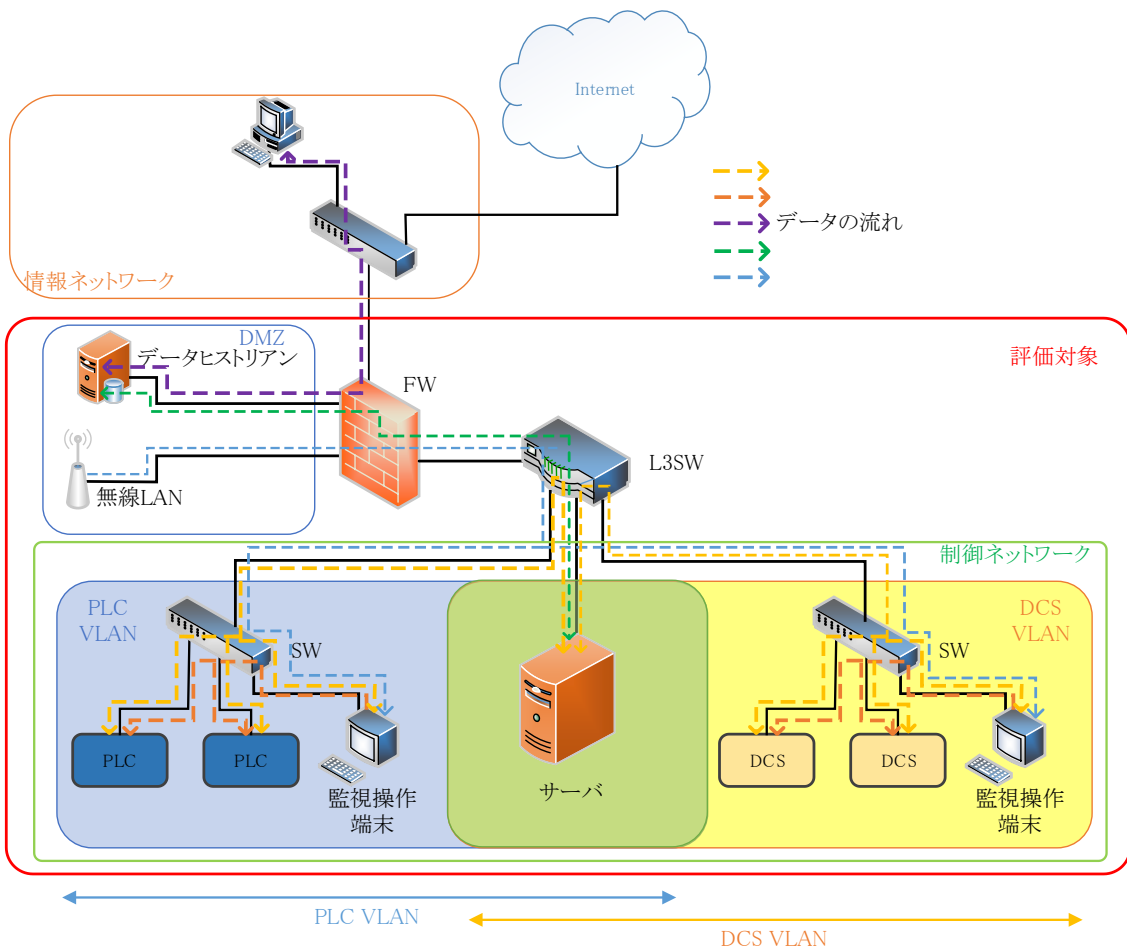 Internet
情報ネットワーク
データの流れ
DMZ
データヒストリアン
評価対象
FW
L3SW
無線LAN
制御ネットワーク
PLC
VLAN
SW
DCS
VLAN
SW
PLC
PLC
監視操作
端末
サーバ
DCS
DCS
監視操作
端末
PLC VLAN
DCS VLAN